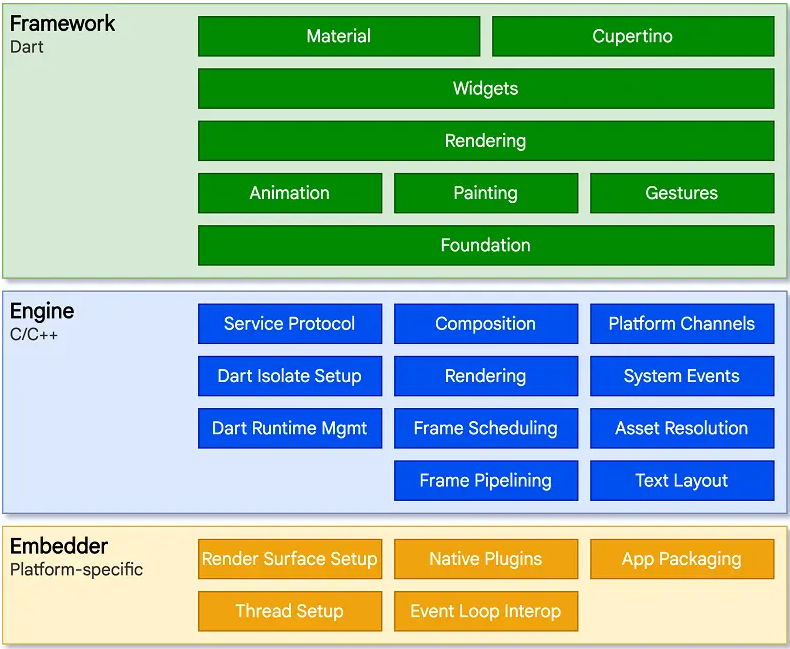 Framework
Dart
Material
Cupertino
Widgets
Rendering
Animation
Painting
Gestures
Foundation
Engine
C/C++
Service Protocol
Composition
Platform Channels
Dart Isolate Setup
Rendering
System Events
Dart Runtime Mgmt
Frame Scheduling
Asset Resolution
Frame Pipelining
Text Layout
Embedder
Platform-specific
Render Surface Setup
Native Plugins
App Packaging
Thread Setup
Event Loop Interop